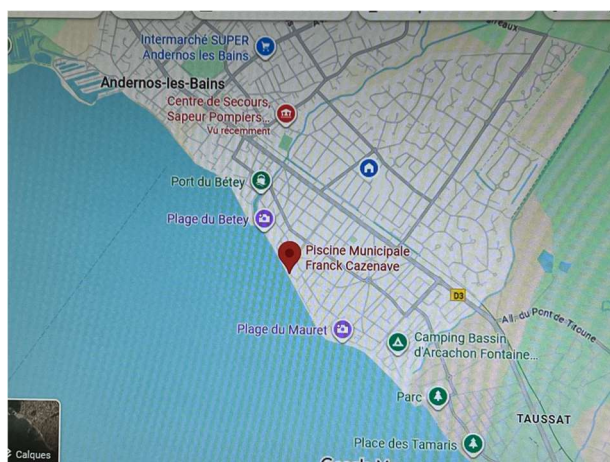 Intermarché SUPER
Andernos les Bains
Andernos-les-Bains
Centre de Secours,
Sapeur Pompiers...
Vu récemment
Port du Bétey
Plage du Betey
Piscine Municipale
Franck Cazenave
D3
All. du Pont de Titoune
Plage du Mauret
Camping Bassin
d'Arcachon Fontaine...
Parc
TAUSSAT
Place des Tamaris
Calques